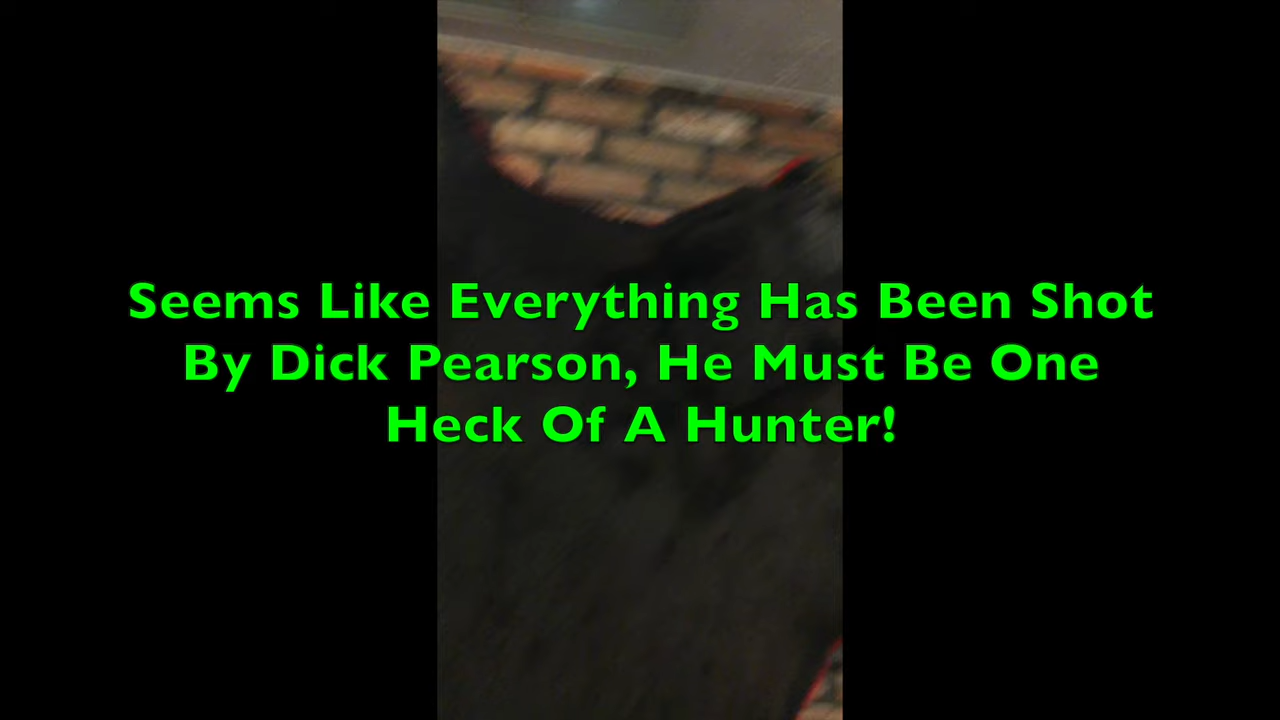 Seems Like Everything Has Been Shot
By Dick Pearson, He Must Be One
Heck Of A Hunter!